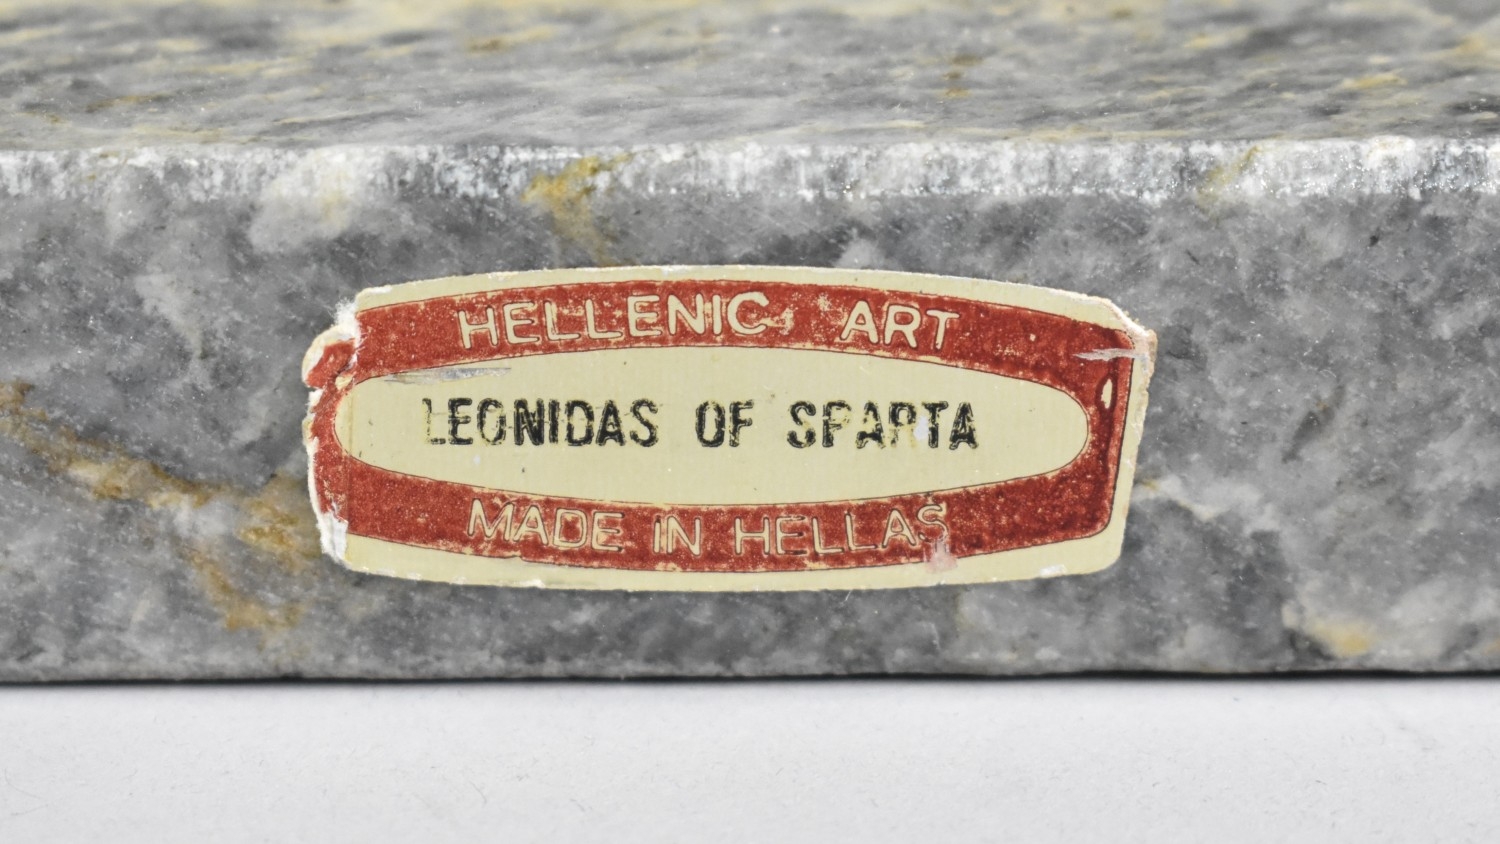 HELLENIC ART
LEONIDAS OF SPARTA
MADE IN HELLAS